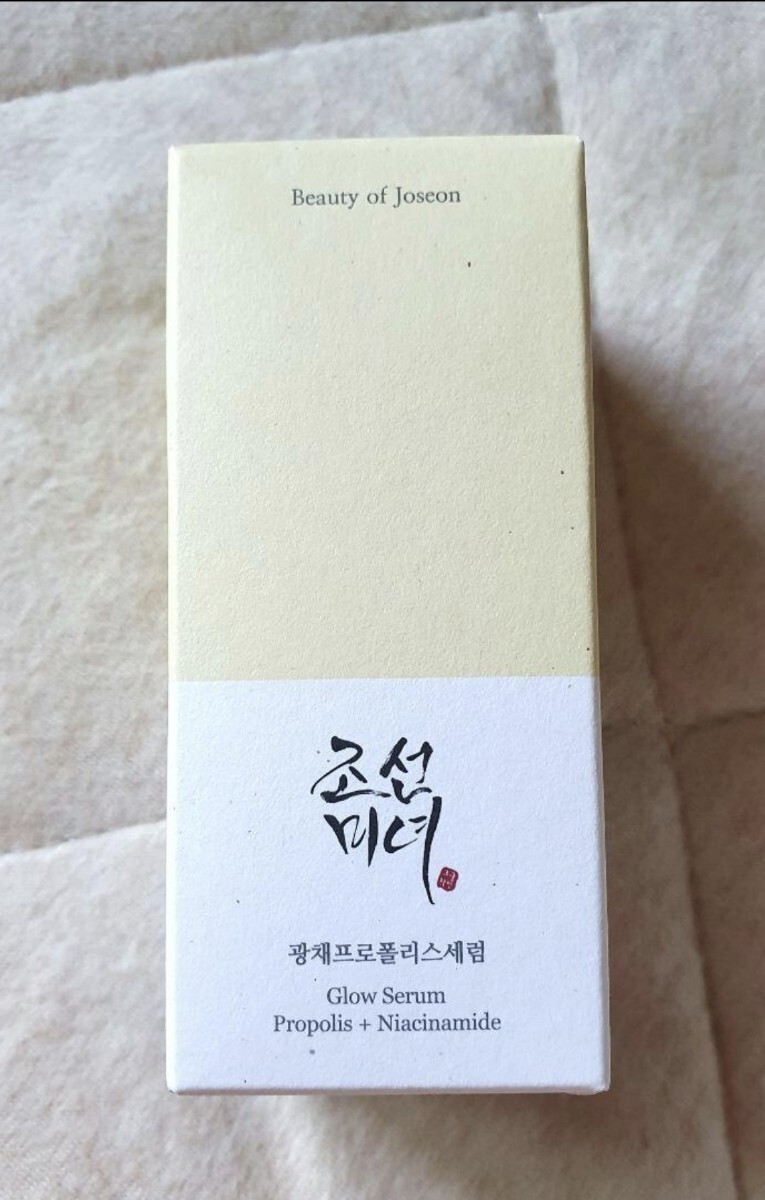 Beauty of Joseon
조선
미녀
광채프로폴리스세럼
Glow Serum
Propolis + Niacinamide